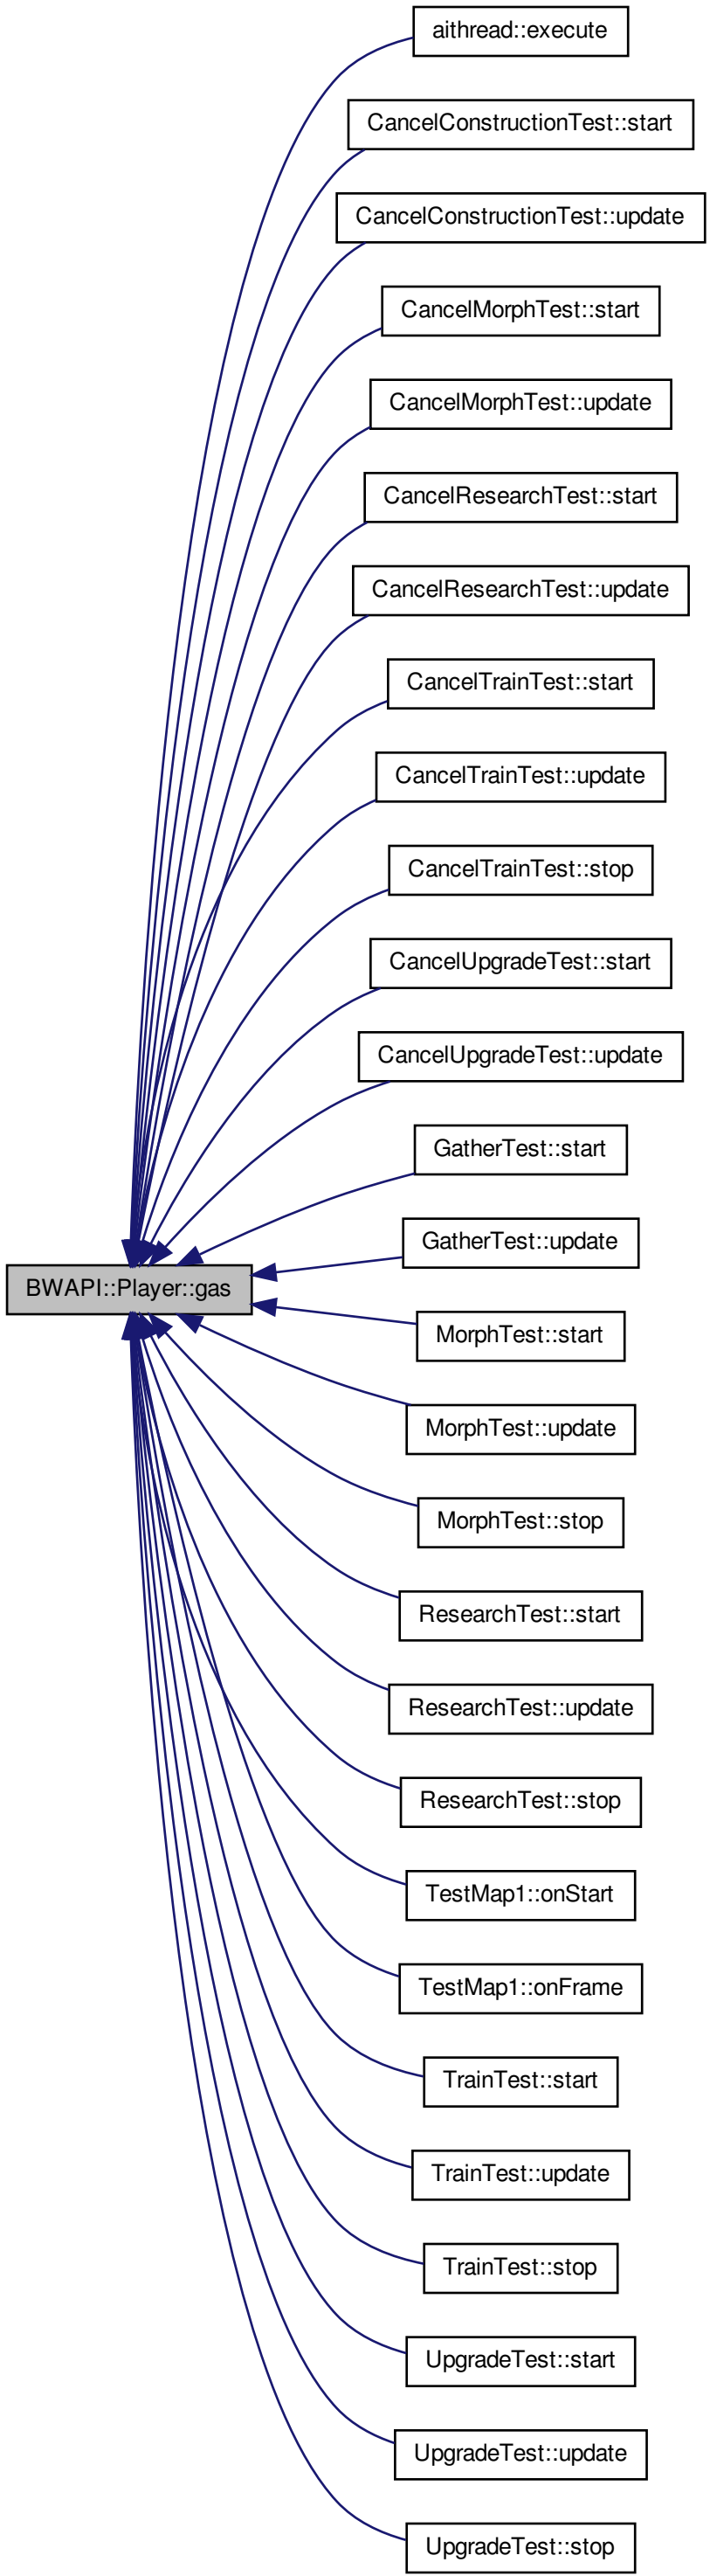 aithread::execute
CancelConstructionTest::start
CancelConstructionTest::update
CancelMorphTest::start
CancelMorphTest::update
CancelResearchTest::start
CancelResearchTest::update
CancelTrainTest::start
CancelTrainTest::update
CancelTrainTest::stop
CancelUpgradeTest::start
CancelUpgradeTest::update
GatherTest::start
GatherTest::update
BWAPI::Player::gas
MorphTest::start
MorphTest::update
MorphTest::stop
ResearchTest::start
ResearchTest::update
ResearchTest::stop
TestMap1::onStart
TestMap1::onFrame
TrainTest::start
TrainTest::update
TrainTest::stop
UpgradeTest::start
UpgradeTest::update
UpgradeTest::stop